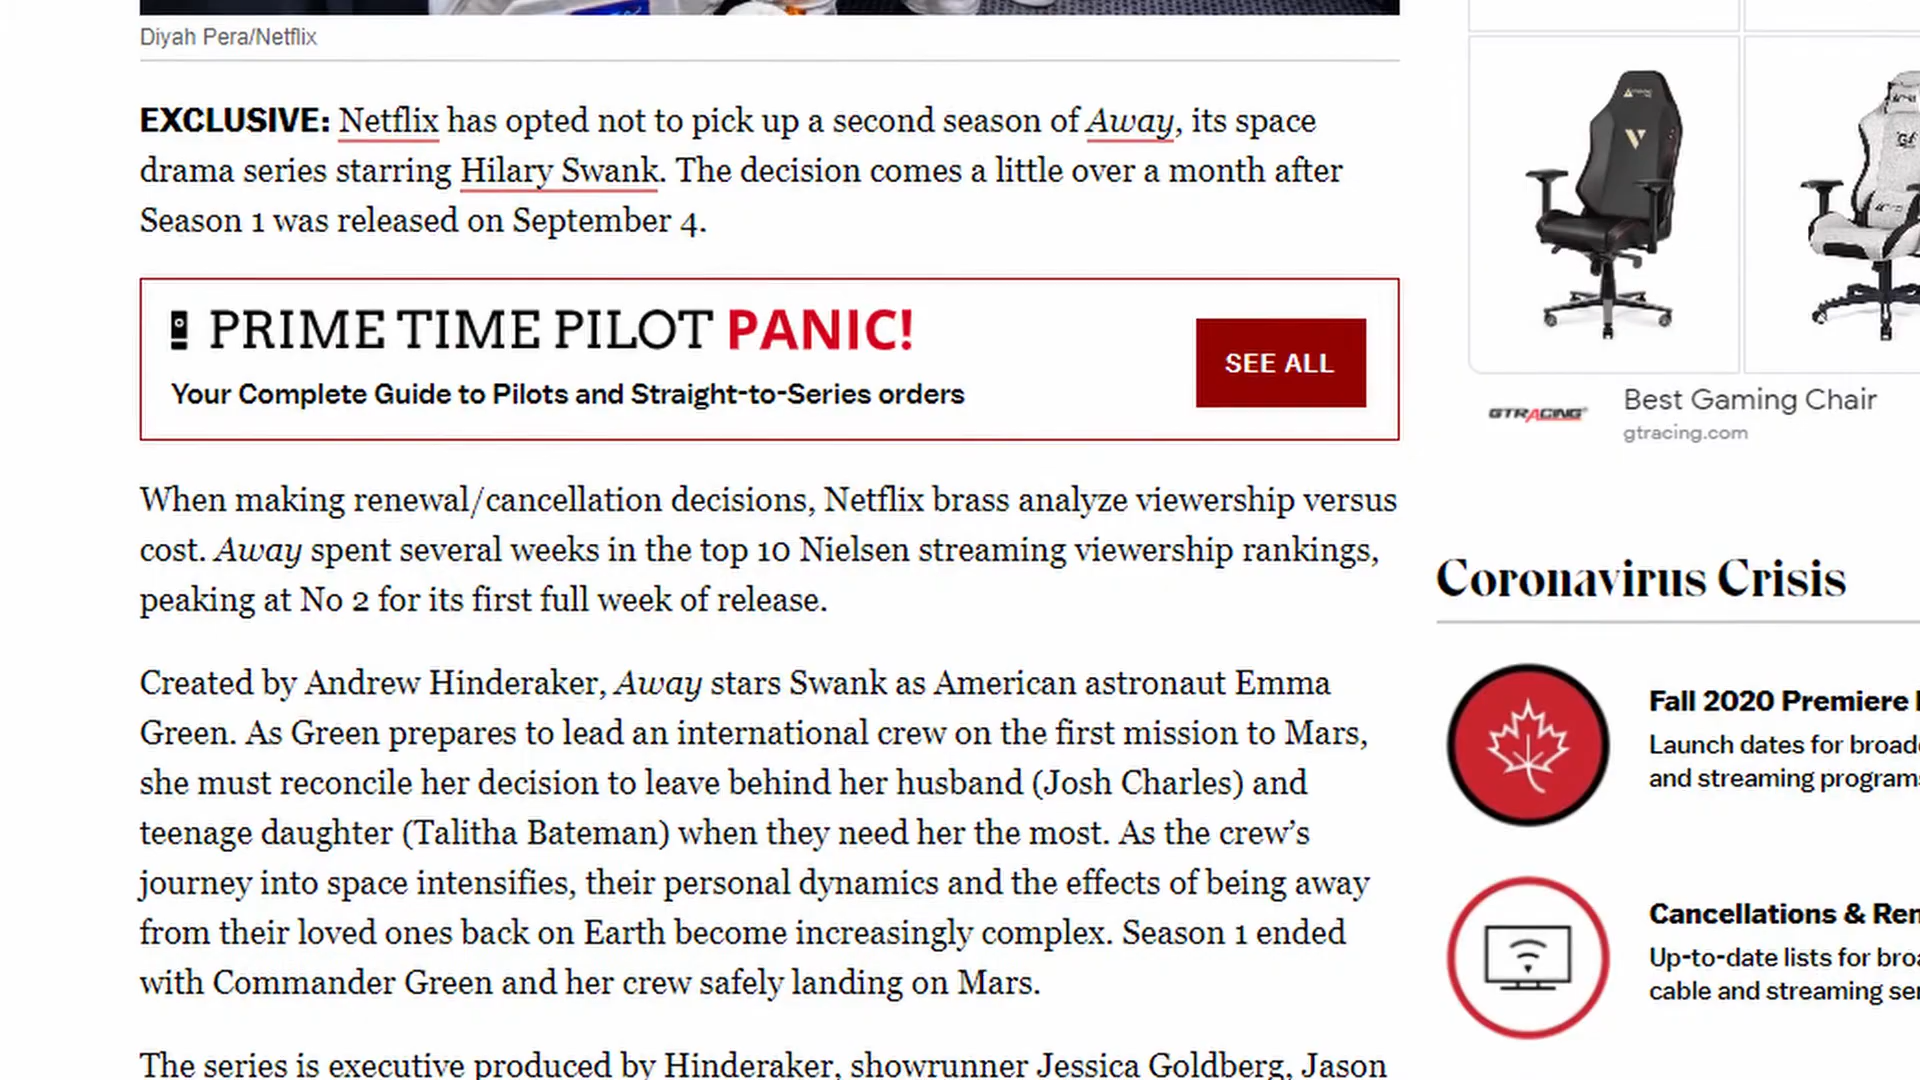 Diyah Pera/Netflix
EXCLUSIVE: Netflix has opted not to pick up a second season of Away, its space
drama series starring Hilary Swank. The decision comes a little over a month after
Season 1 was released on September 4.
PRIME TIME PILOT PANIC!
Your Complete Guide to Pilots and Straight-to-Series orders
SEE ALL
When making renewal/cancellation decisions, Netflix brass analyze viewership versus
cost. Away spent several weeks in the top 10 Nielsen streaming viewership rankings,
peaking at No 2 for its first full week of release.
Created by Andrew Hinderaker, Away stars Swank as American astronaut Emma
Green. As Green prepares to lead an international crew on the first mission to Mars,
she must reconcile her decision to leave behind her husband (Josh Charles) and
teenage daughter (Talitha Bateman) when they need her the most. As the crew’s
journey into space intensifies, their personal dynamics and the effects of being away
from their loved ones back on Earth become increasingly complex. Season 1 ended
with Commander Green and her crew safely landing on Mars.
The series is executive produced by Hinderaker, showrunner Jessica Goldberg, Jason
GTRACING
Best Gaming Chair
gtracing.com
Coronavirus Crisis
Fall 2020 Premiere
Launch dates for
and streaming
Cancellations &
Up-to-date lists for
cable and streaming